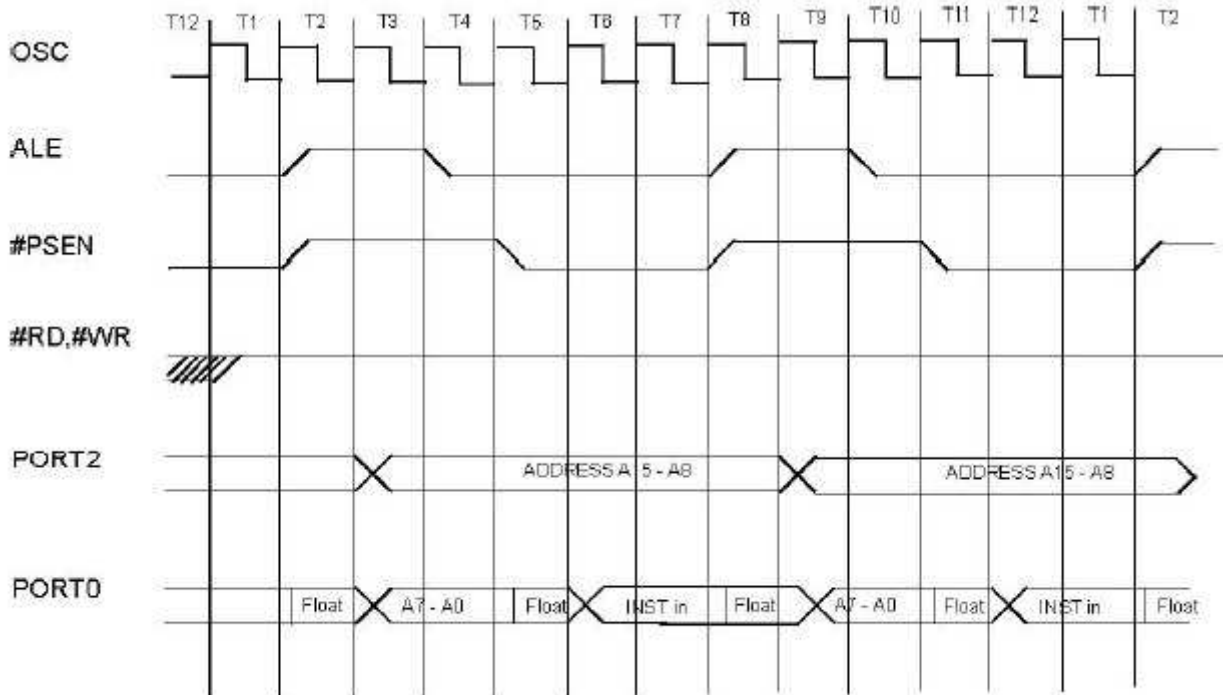 T12 T1 T2 T3 T4 T5 T6 T7 T8 T9 T10 T11 T12 T1 T2
OSC
ALE
#PSEN
#RD,#WR
PORT2 ADDRESS A15 - A8 ADDRESS A15 - A8
PORT0 Float A7 - A0 Float INST in Float A7 - A0 Float INST in Float